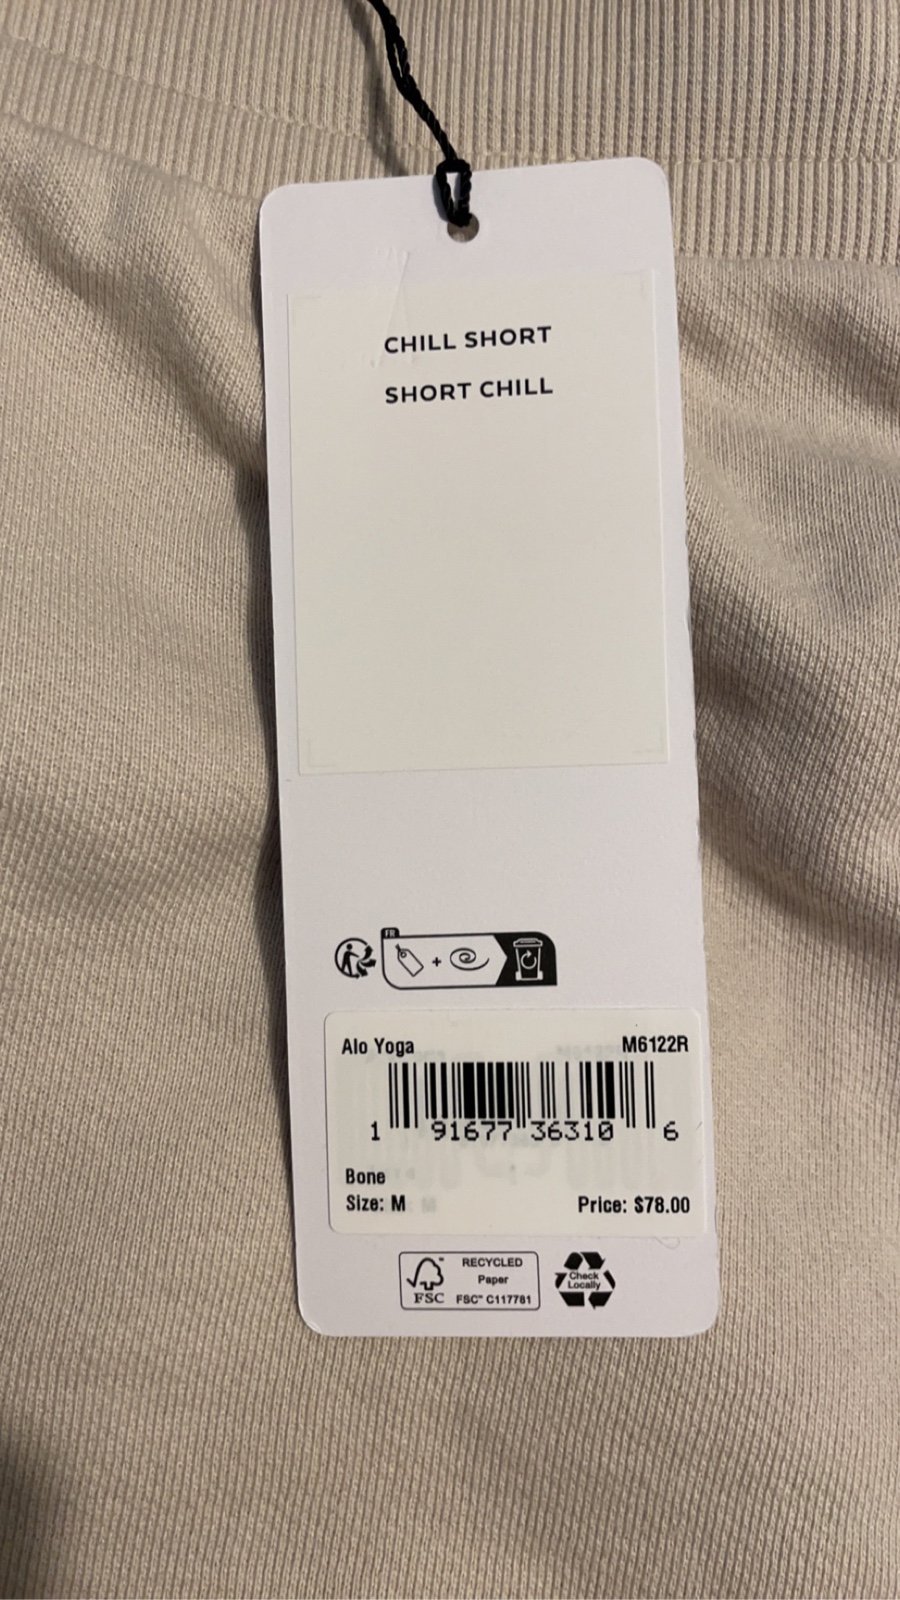 CHILL SHORT
SHORT CHILL
FR
+
Alo Yoga M6122R
1 91677 36310 6
Bone
Size: M Price: $78.00
RECYCLED
Paper
FSC™ C117781
FSC
Check
Locally